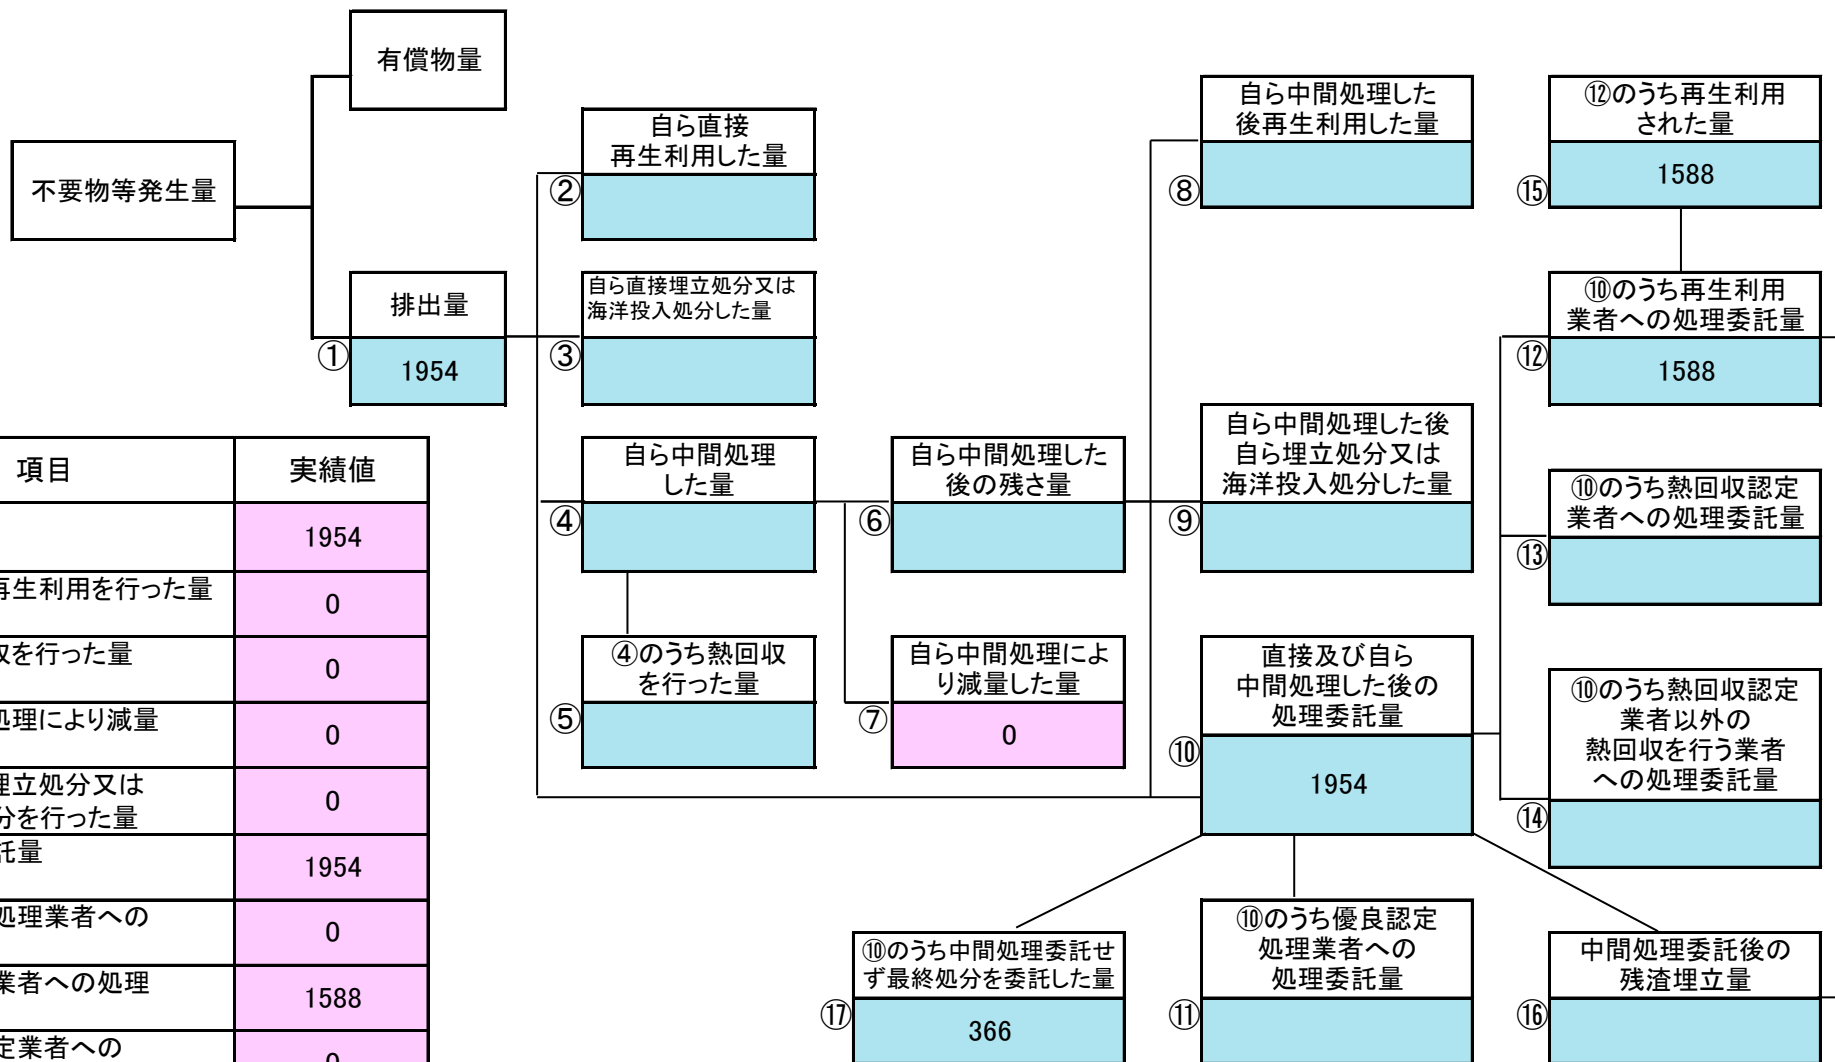 有償物量
不要物等発生量
排出量
①
1954
自ら直接
再生利用した量
②
自ら直接埋立処分又は
海洋投入処分した量
③
自ら中間処理
した量
④
④のうち熱回収
を行った量
⑤
自ら中間処理した
後の残さ量
⑥
自ら中間処理によ
り減量した量
⑦
0
自ら中間処理した
後再生利用した量
⑧
自ら中間処理した後
自ら埋立処分又は
海洋投入処分した量
⑨
直接及び自ら
中間処理した後の
処理委託量
⑩
1954
⑫のうち再生利用
された量
⑮
1588
⑩のうち再生利用
業者への処理委託量
⑫
1588
⑩のうち熱回収認定
業者への処理委託量
⑬
⑩のうち熱回収認定
業者以外の
熱回収を行う業者
への処理委託量
⑭
⑩のうち中間処理委託せ
ず最終処分を委託した量
⑰
366
⑩のうち優良認定
処理業者への
処理委託量
⑪
中間処理委託後の
残渣埋立量
⑯
項目 実績値
1954
再生利用を行った量
0
収を行った量
0
処理により減量
0
埋立処分又は
分を行った量
0
託量
1954
処理業者への
0
業者への処理
1588
定業者への
0